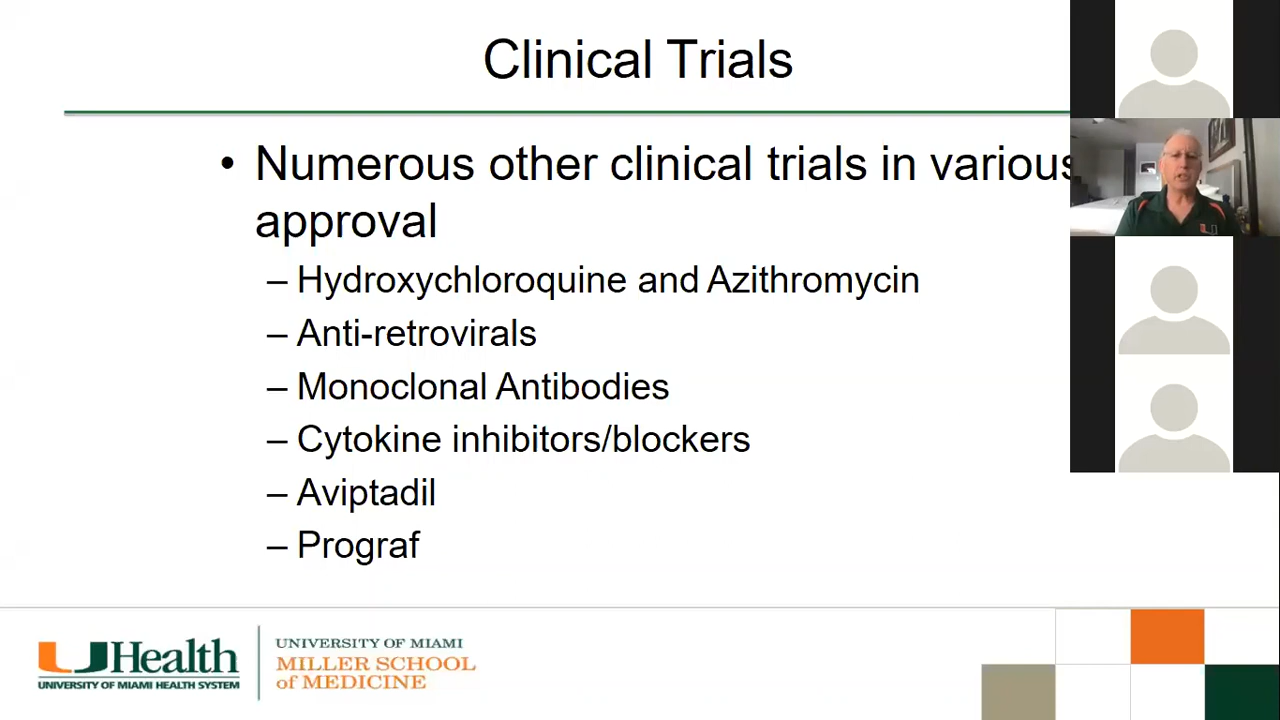 Clinical Trials
• Numerous other clinical trials in various
approval
– Hydroxychloroquine and Azithromycin
– Anti-retrovirals
– Monoclonal Antibodies
– Cytokine inhibitors/blockers
– Aviptadil
– Prograf
UHealth
UNIVERSITY OF MIAMI HEALTH SYSTEM
UNIVERSITY OF MIAMI
MILLER SCHOOL
of MEDICINE